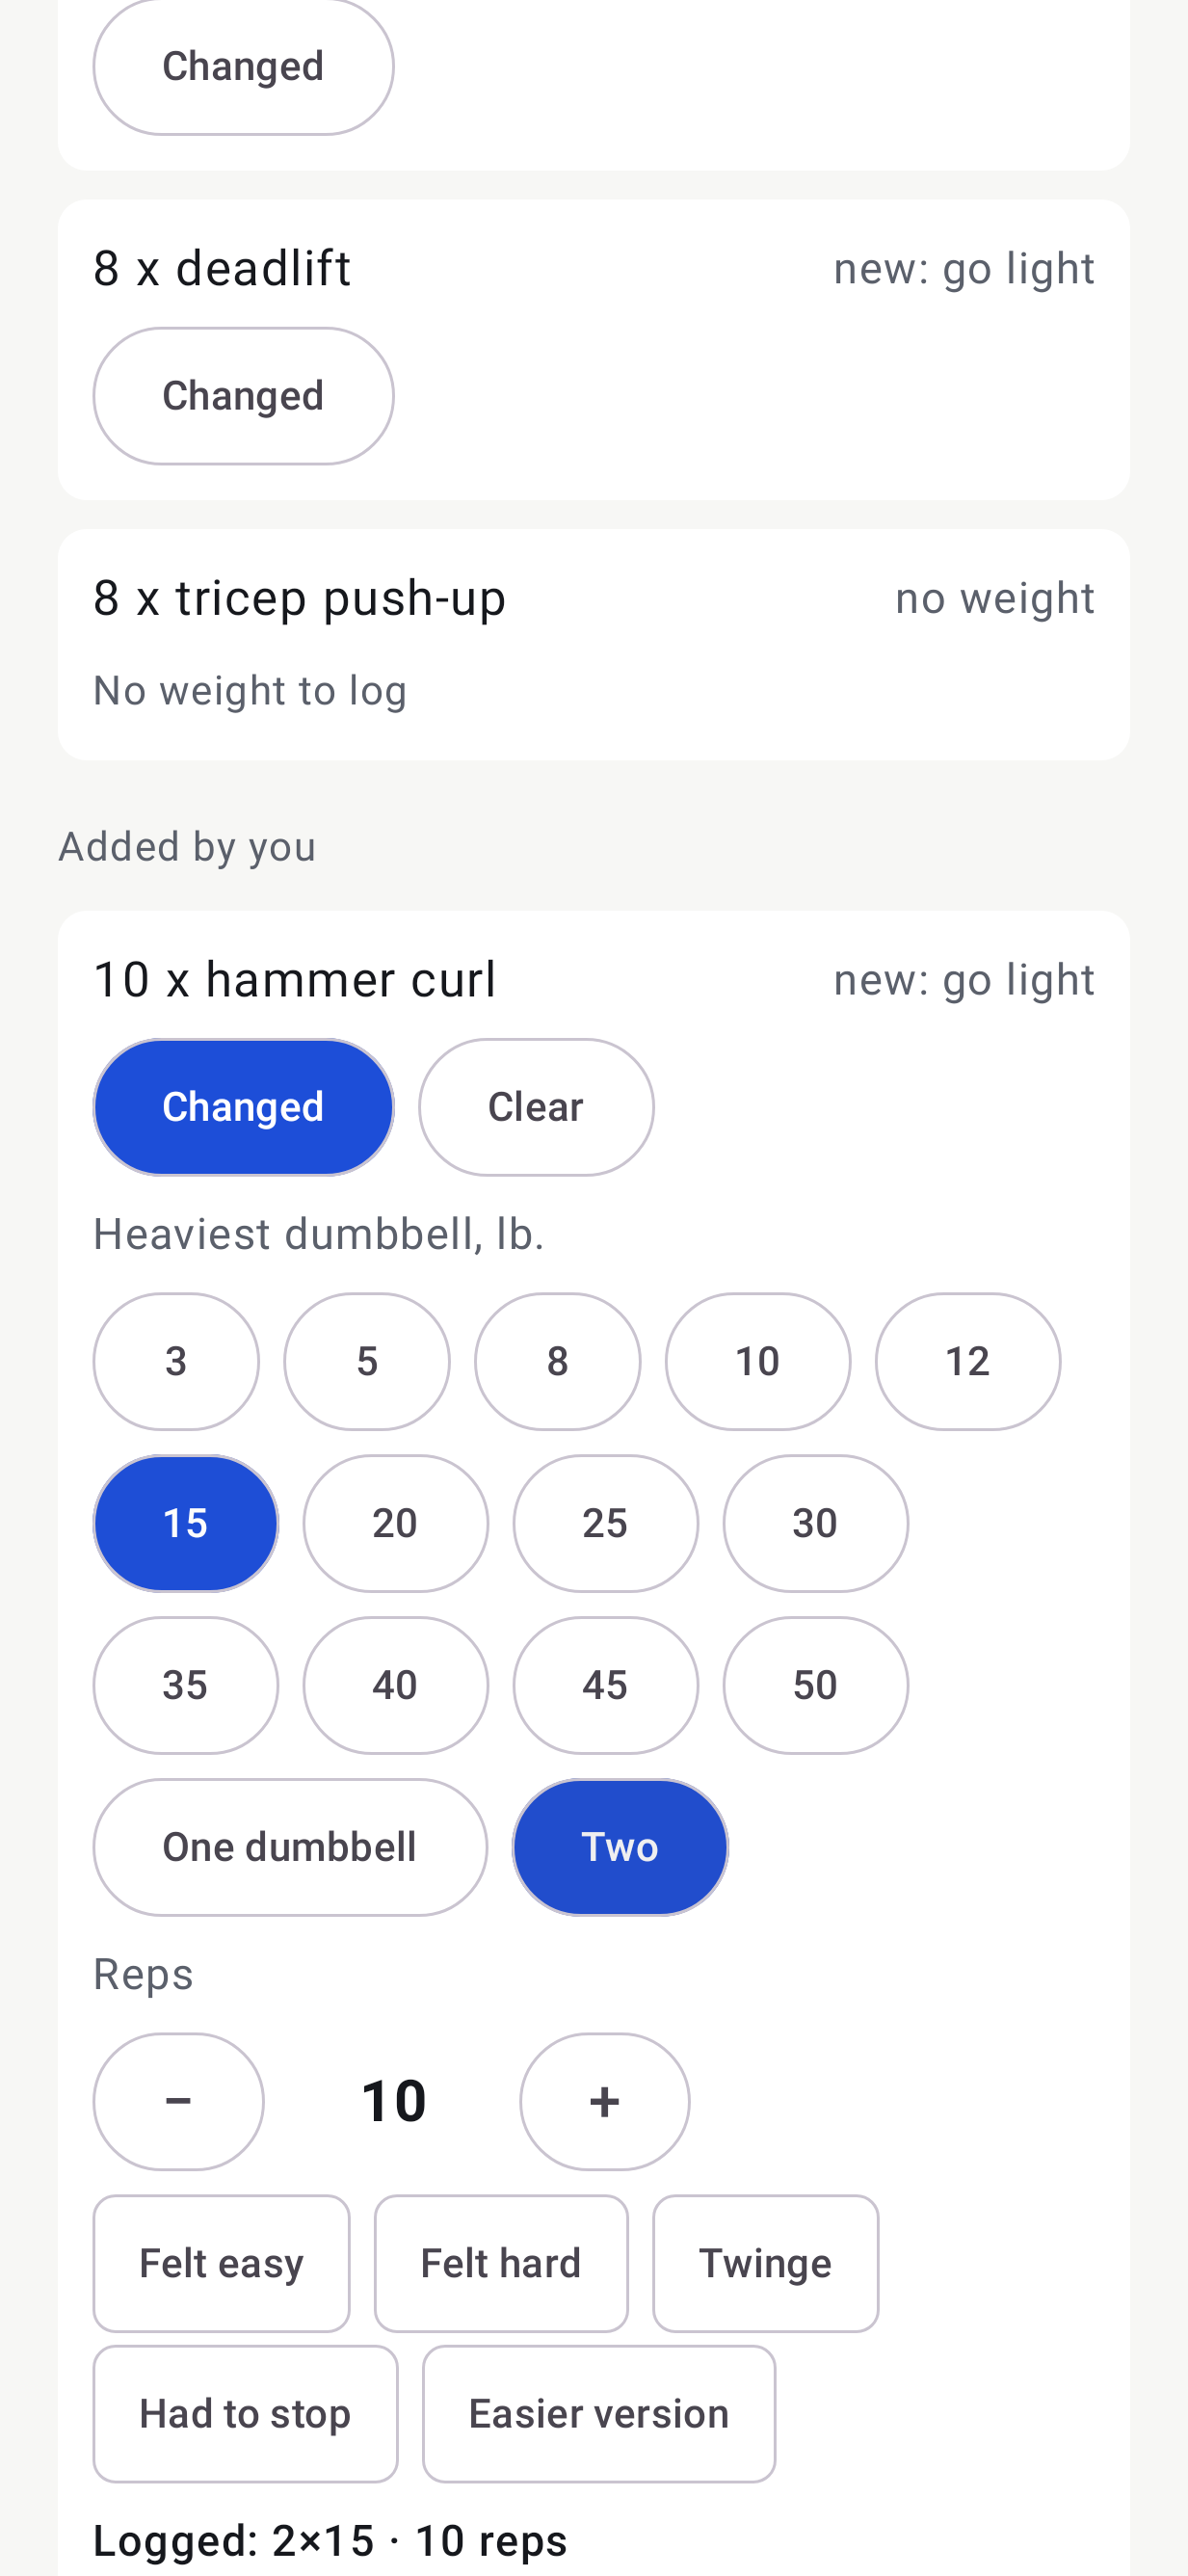 Changed
8 x deadlift new: go light
Changed
8 x tricep push-up no weight
No weight to log
Added by you
10 x hammer curl new: go light
Changed Clear
Heaviest dumbbell, lb.
3 5 8 10 12
15 20 25 30
35 40 45 50
One dumbbell Two
Reps
− 10 +
Felt easy Felt hard Twinge
Had to stop Easier version
Logged: 2×15 · 10 reps